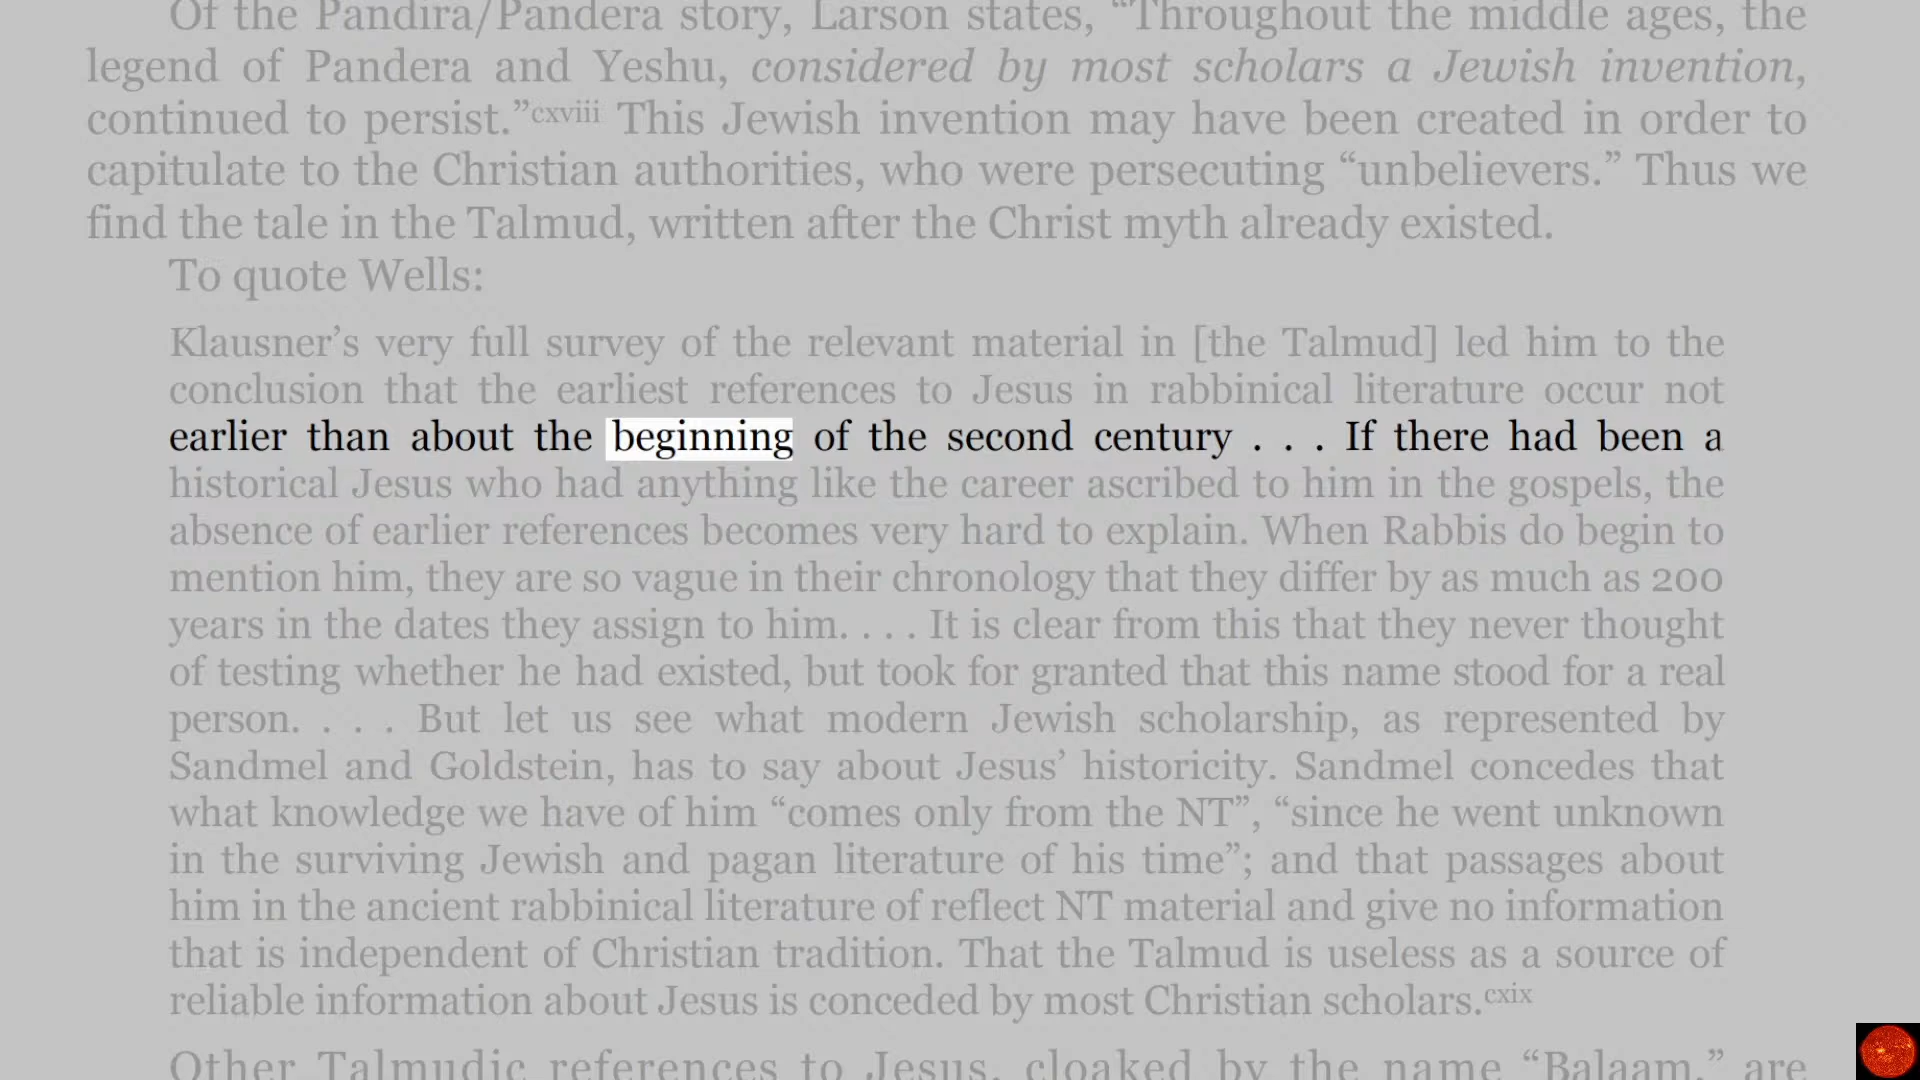 Of the Pandira/Pandera story, Larson states, “Throughout the middle ages, the
legend of Pandera and Yeshu, considered by most scholars a Jewish invention,
continued to persist.”cxviii This Jewish invention may have been created in order to
capitulate to the Christian authorities, who were persecuting “unbelievers.” Thus we
find the tale in the Talmud, written after the Christ myth already existed.
To quote Wells:
Klausner’s very full survey of the relevant material in [the Talmud] led him to the
conclusion that the earliest references to Jesus in rabbinical literature occur not
earlier than about the beginning of the second century . . . If there had been a
historical Jesus who had anything like the career ascribed to him in the gospels, the
absence of earlier references becomes very hard to explain. When Rabbis do begin to
mention him, they are so vague in their chronology that they differ by as much as 200
years in the dates they assign to him. . . . It is clear from this that they never thought
of testing whether he had existed, but took for granted that this name stood for a real
person. . . . But let us see what modern Jewish scholarship, as represented by
Sandmel and Goldstein, has to say about Jesus’ historicity. Sandmel concedes that
what knowledge we have of him “comes only from the NT”, “since he went unknown
in the surviving Jewish and pagan literature of his time”; and that passages about
him in the ancient rabbinical literature of reflect NT material and give no information
that is independent of Christian tradition. That the Talmud is useless as a source of
reliable information about Jesus is conceded by most Christian scholars.cxix
Other Talmudic references to Jesus, cloaked by the name “Balaam,” are